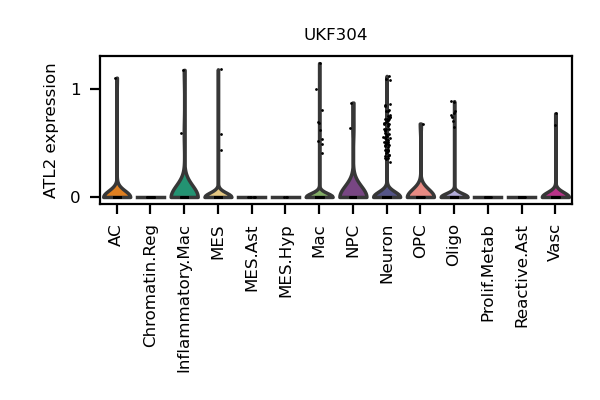 UKF304
ATL2 expression
1
0
AC
Chromatin.Reg
Inflammatory.Mac
MES
MES.Ast
MES.Hyp
Mac
NPC
Neuron
OPC
Oligo
Prolif.Metab
Reactive.Ast
Vasc